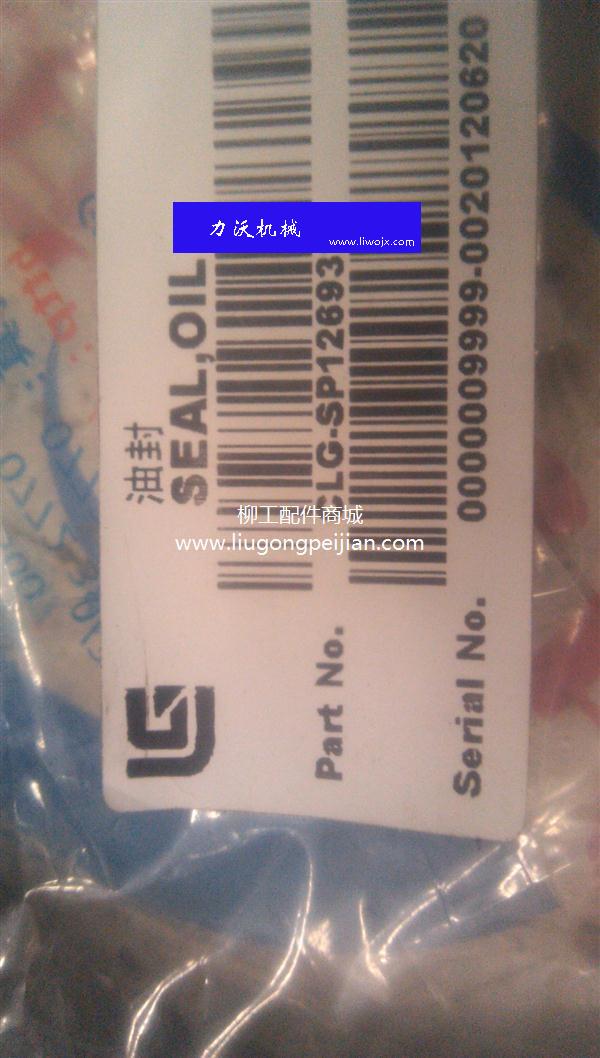 油封
SEAL,OIL
Part No. CLG-SP12693
Serial No. 0000009999-0020120620
力沃机械
www.liwojx.com
柳工配件商城
www.liugongpeijian.com